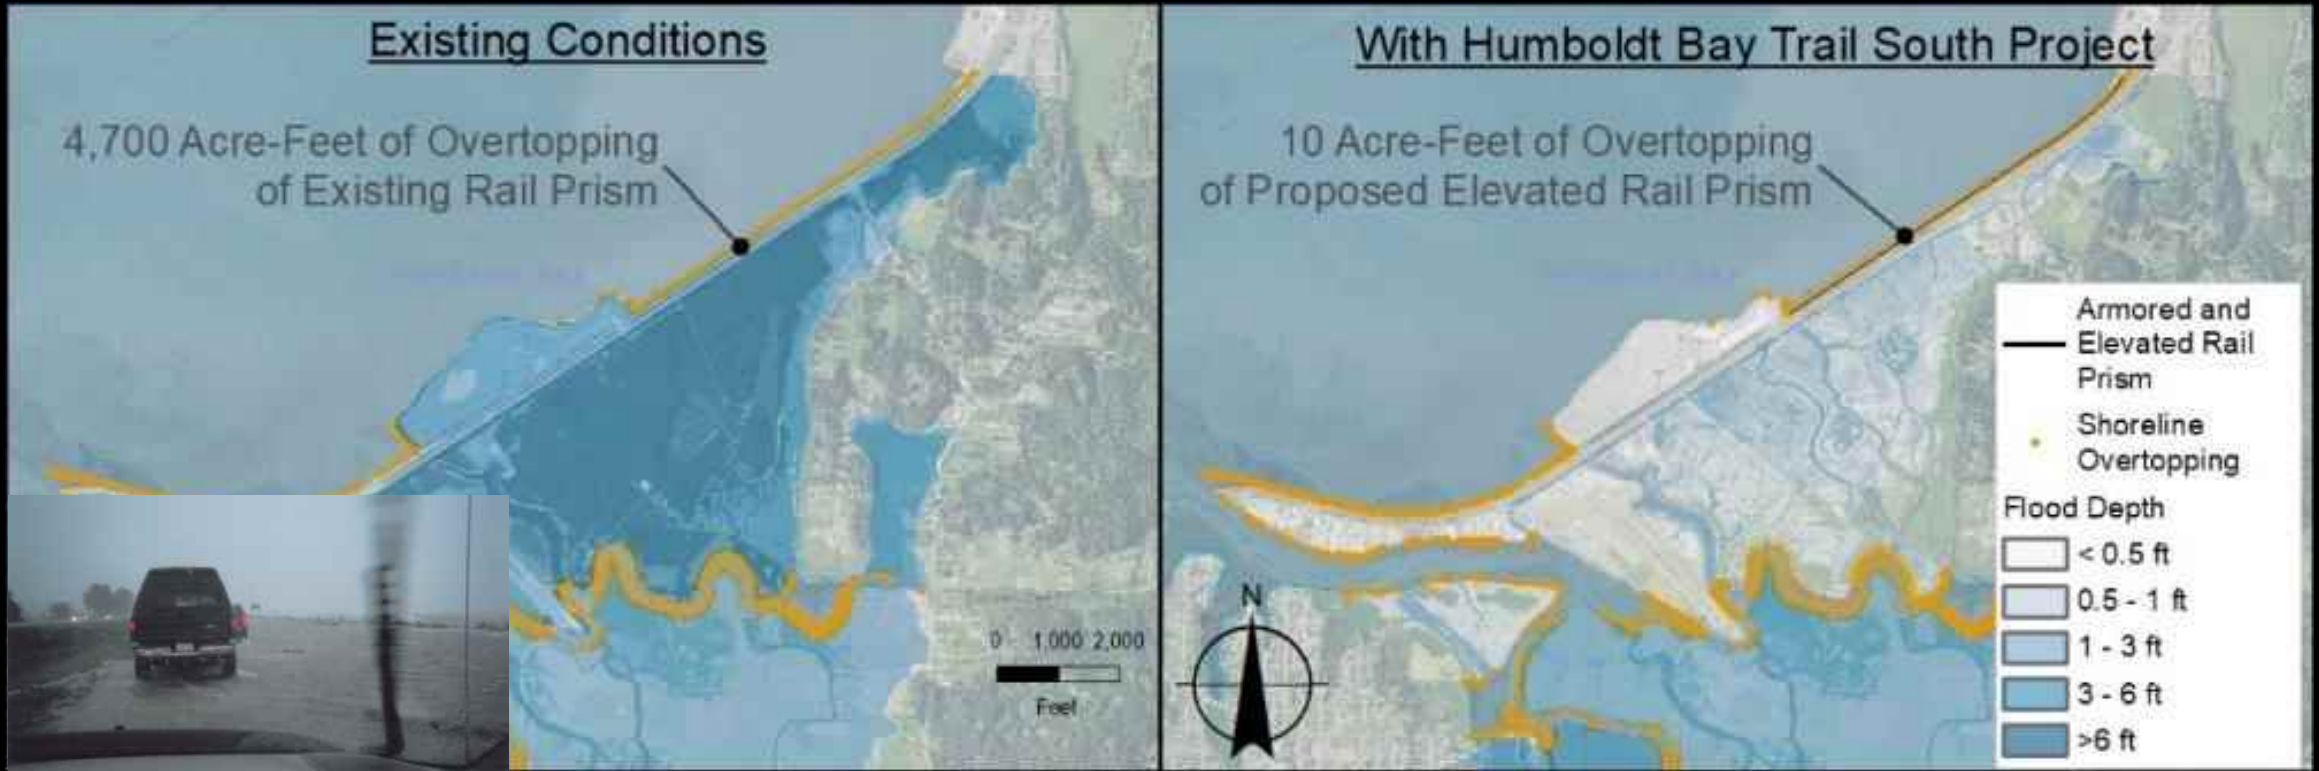 Existing Conditions
4,700 Acre-Feet of Overtopping
of Existing Rail Prism
0 1,000 2,000
Feet
With Humboldt Bay Trail South Project
10 Acre-Feet of Overtopping
of Proposed Elevated Rail Prism
N
Armored and
Elevated Rail
Prism
Shoreline
Overtopping
Flood Depth
< 0.5 ft
0.5 - 1 ft
1 - 3 ft
3 - 6 ft
>6 ft